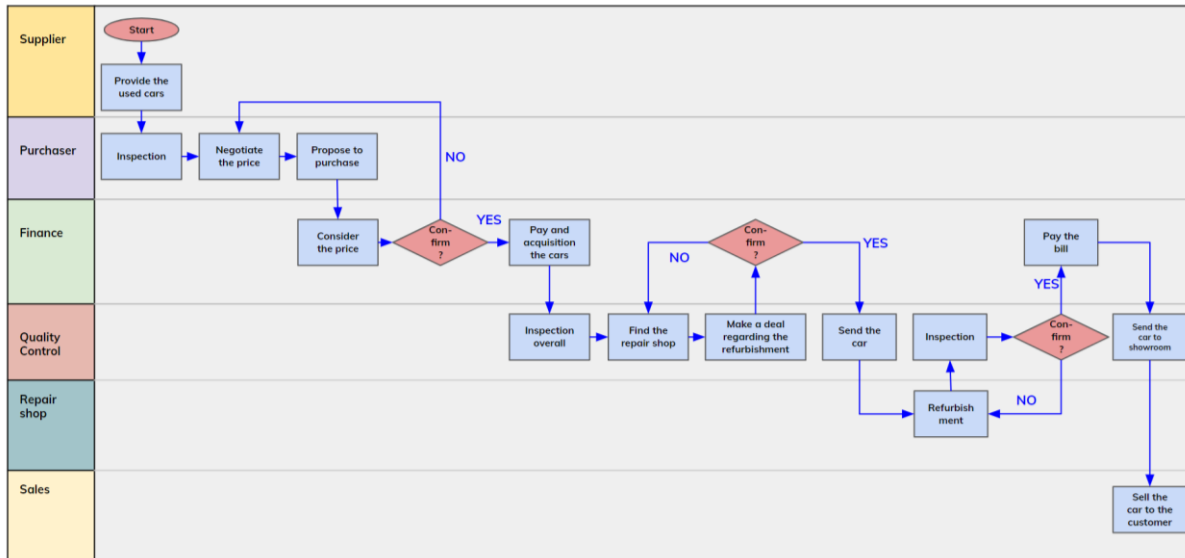 Supplier
Start
Provide the
used cars
Purchaser
Inspection
Negotiate
the price
Propose to
purchase
NO
Finance
Consider
the price
Con-
firm
?
YES
Pay and
acquisition
the cars
NO
Con-
firm
?
YES
Pay the
bill
YES
Quality
Control
Inspection
overall
Find the
repair shop
Make a deal
regarding the
refurbishment
Send the
car
Inspection
Con-
firm
?
Send the
car to
showroom
Repair
shop
Refurbish
ment
NO
Sales
Sell the
car to the
customer